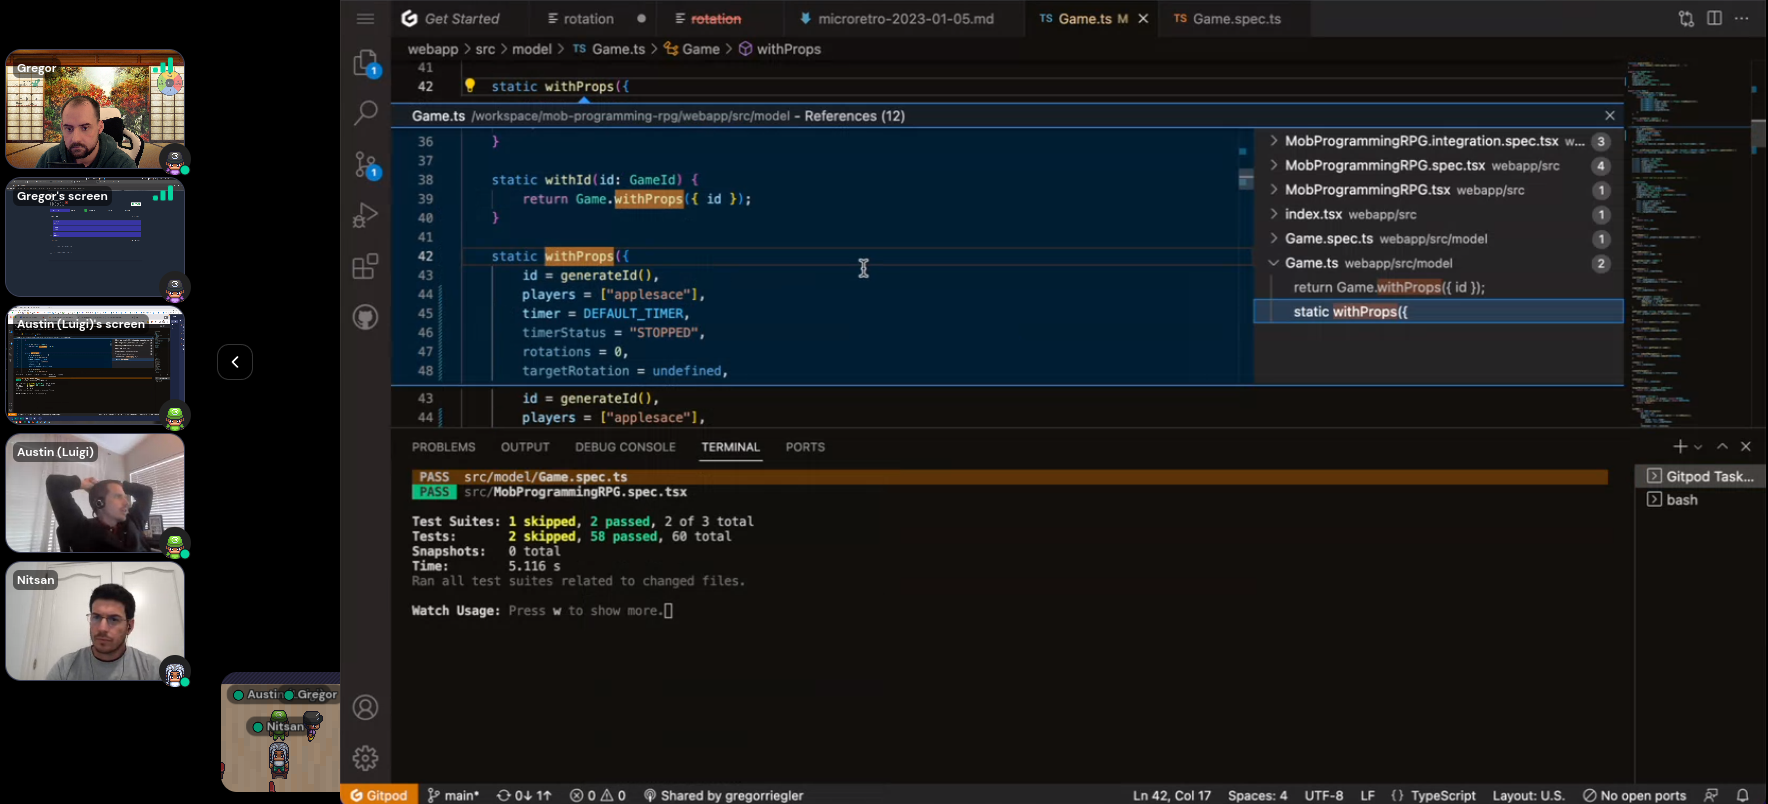 Gregor
Gregor's screen
Austin (Luigi)'s screen
Austin (Luigi)
Nitsan
Austin Gregor
Nitsan
Get Started rotation rotation microretro-2023-01-05.md TS Game.ts M TS Game.spec.ts
webapp > src > model > TS Game.ts > Game > withProps
41
42 static withProps({
Game.ts /workspace/mob-programming-rpg/webapp/src/model - References (12)
36 }
37
38 static withId(id: GameId) {
39 return Game.withProps({ id });
40 }
41
42 static withProps({
43 id = generateId(),
44 players = ["applesace"],
45 timer = DEFAULT_TIMER,
46 timerStatus = "STOPPED",
47 rotations = 0,
48 targetRotation = undefined,
MobProgrammingRPG.integration.spec.tsx w... 3
MobProgrammingRPG.spec.tsx webapp/src 4
MobProgrammingRPG.tsx webapp/src 1
index.tsx webapp/src 1
Game.spec.ts webapp/src/model 1
Game.ts webapp/src/model 2
return Game.withProps({ id });
static withProps({
43 id = generateId(),
44 players = ["applesace"],
PROBLEMS OUTPUT DEBUG CONSOLE TERMINAL PORTS
PASS src/model/Game.spec.ts
PASS src/MobProgrammingRPG.spec.tsx
Test Suites: 1 skipped, 2 passed, 2 of 3 total
Tests: 2 skipped, 58 passed, 60 total
Snapshots: 0 total
Time: 5.116 s
Ran all test suites related to changed files.
Watch Usage: Press w to show more.
Gitpod Task...
bash
1
1
Gitpod main* 0↓ 1↑ 0 0 Shared by gregorriegler Ln 42, Col 17 Spaces: 4 UTF-8 LF {} TypeScript Layout: U.S. No open ports